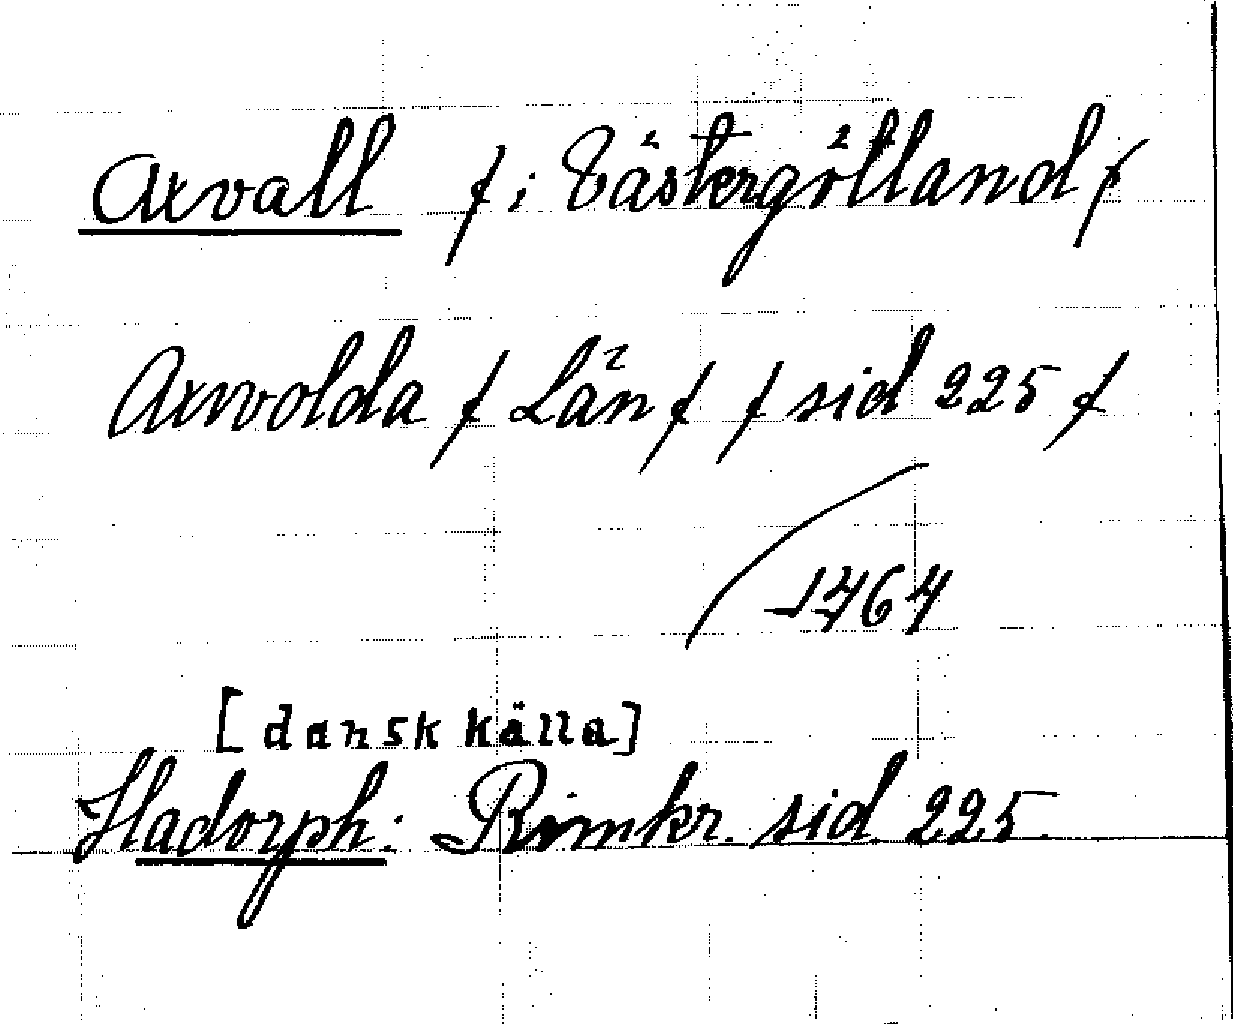 Axvall /: i Västergötland /
Axwolda / Län / / sid 225 /
1464
[dansk källa]
Hadorph: Rimkr. sid. 225.